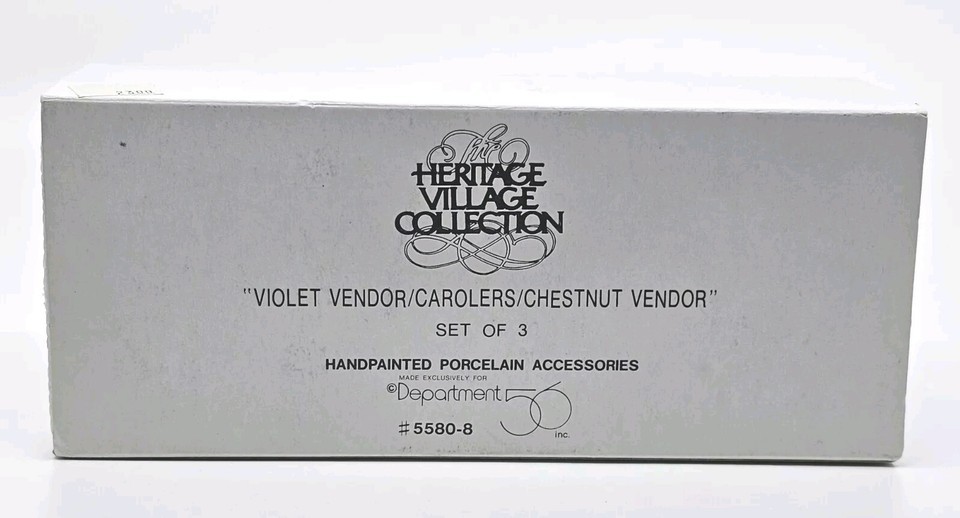 The
HERITAGE
VILLAGE
COLLECTION
"VIOLET VENDOR/CAROLERS/CHESTNUT VENDOR"
SET OF 3
HANDPAINTED PORCELAIN ACCESSORIES
MADE EXCLUSIVELY FOR
©Department 56
inc.
#5580-8